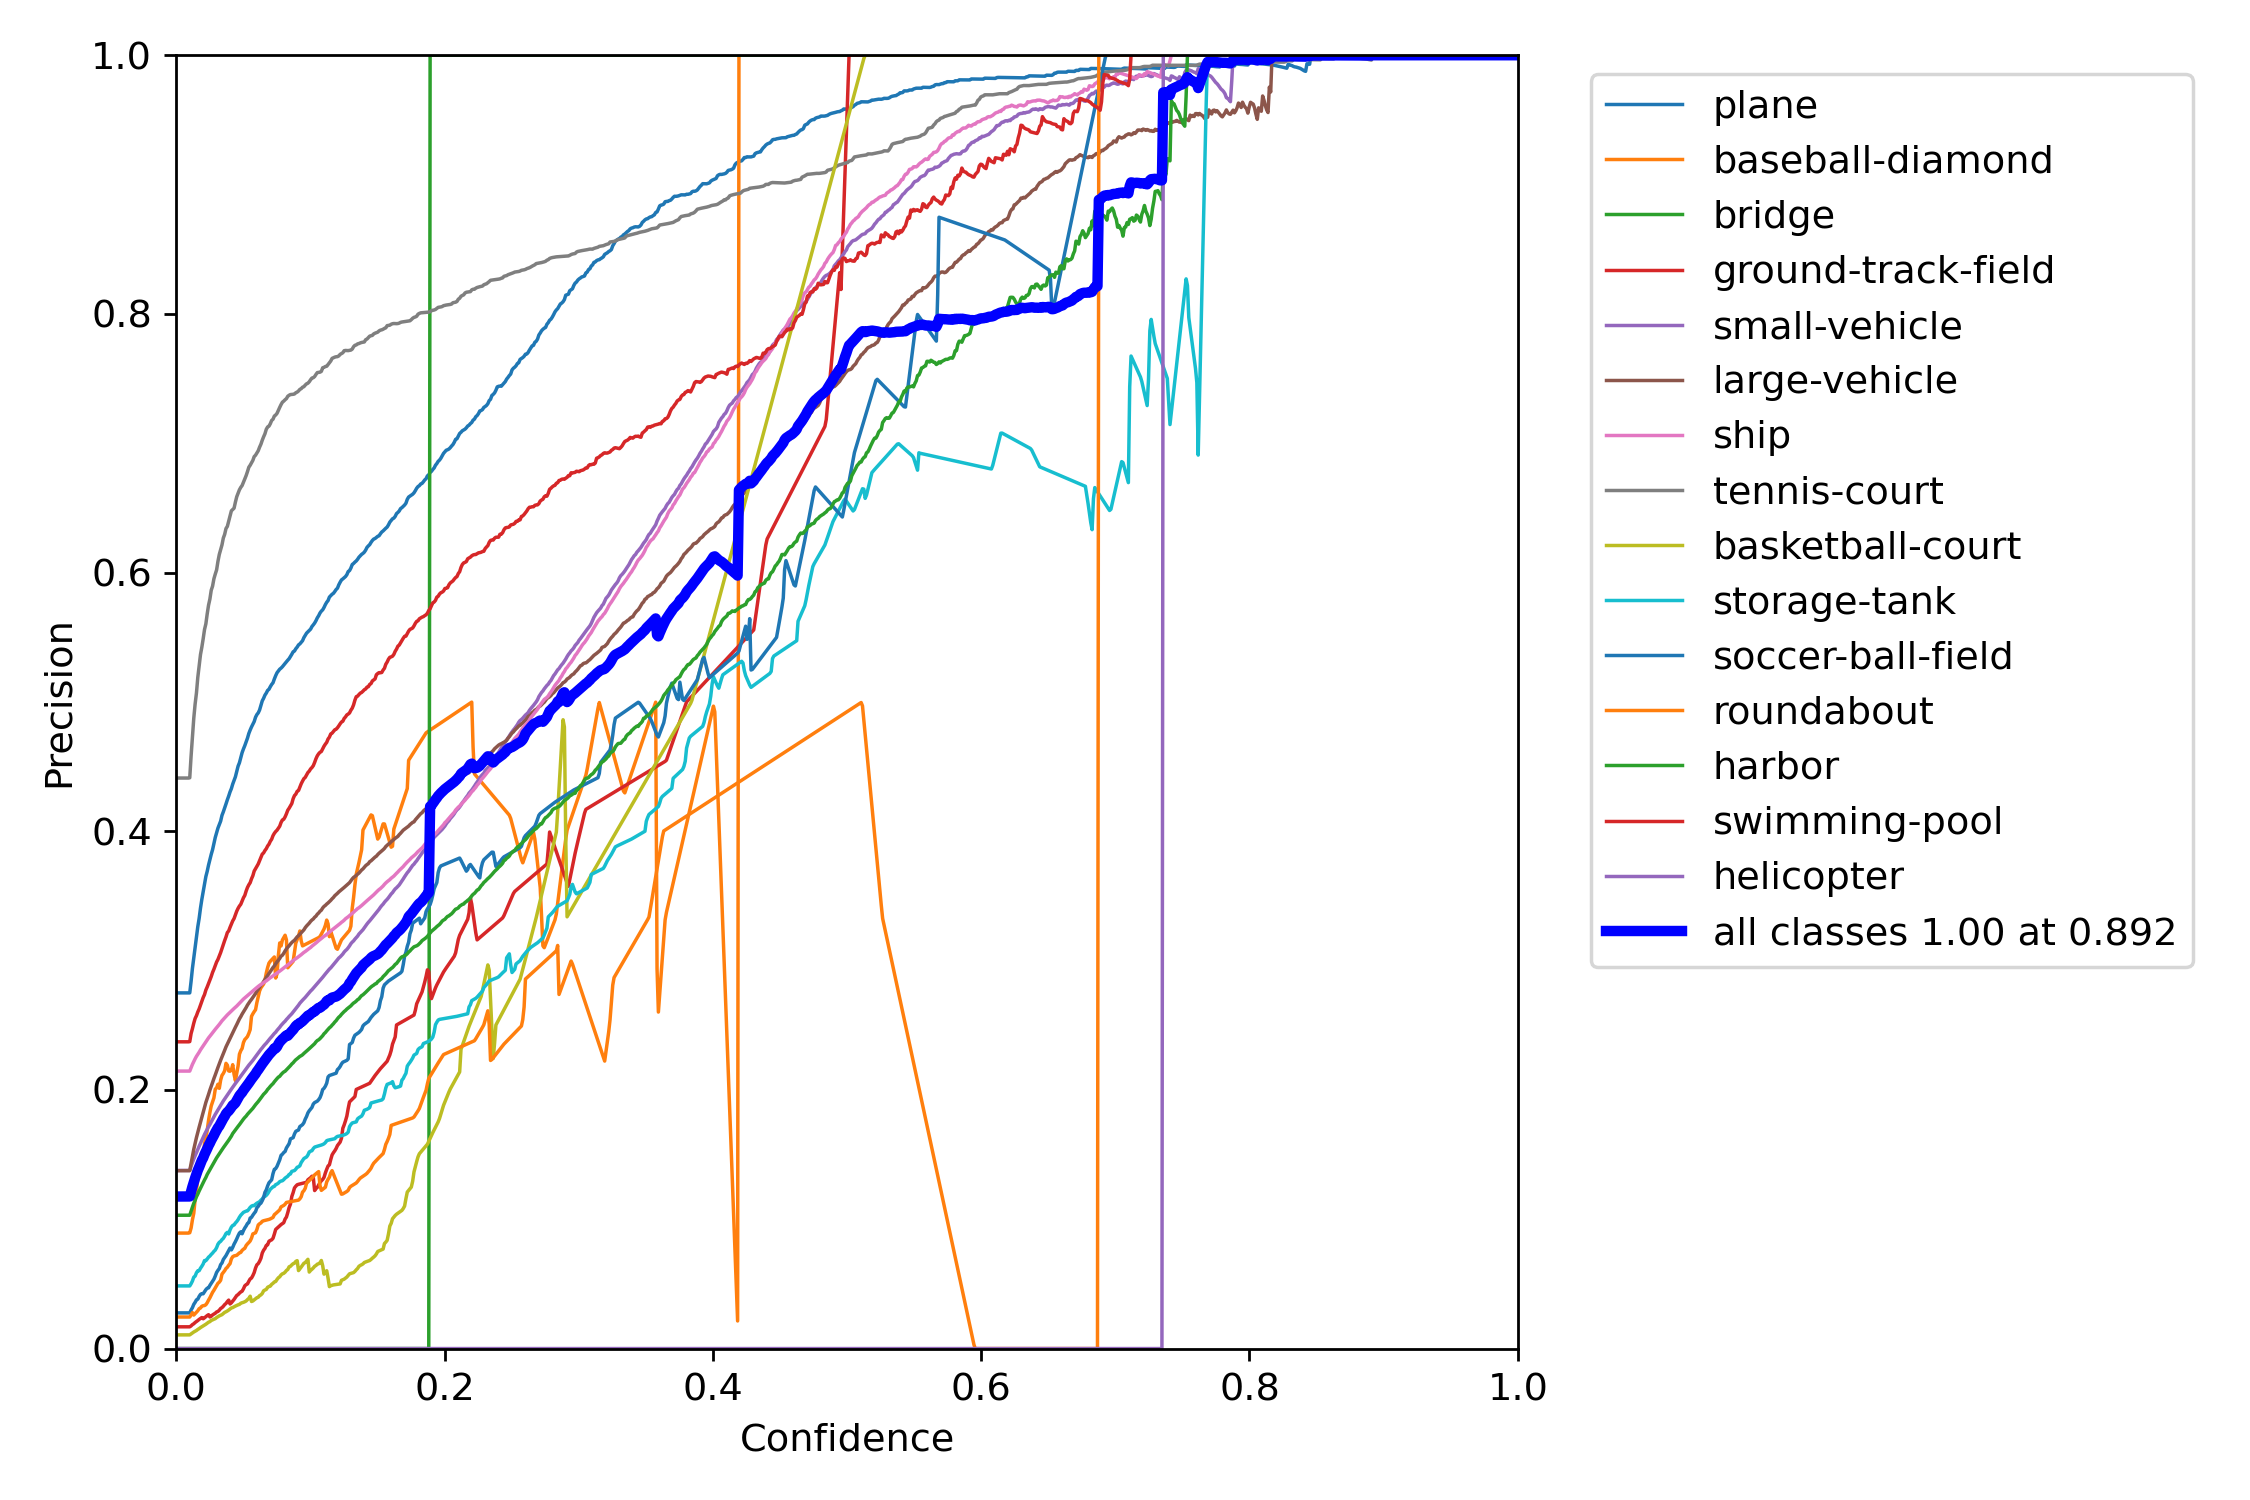 1.0
0.8
0.6
0.4
0.2
0.0
Precision
0.0 0.2 0.4 0.6 0.8 1.0
Confidence
plane
baseball-diamond
bridge
ground-track-field
small-vehicle
large-vehicle
ship
tennis-court
basketball-court
storage-tank
soccer-ball-field
roundabout
harbor
swimming-pool
helicopter
all classes 1.00 at 0.892